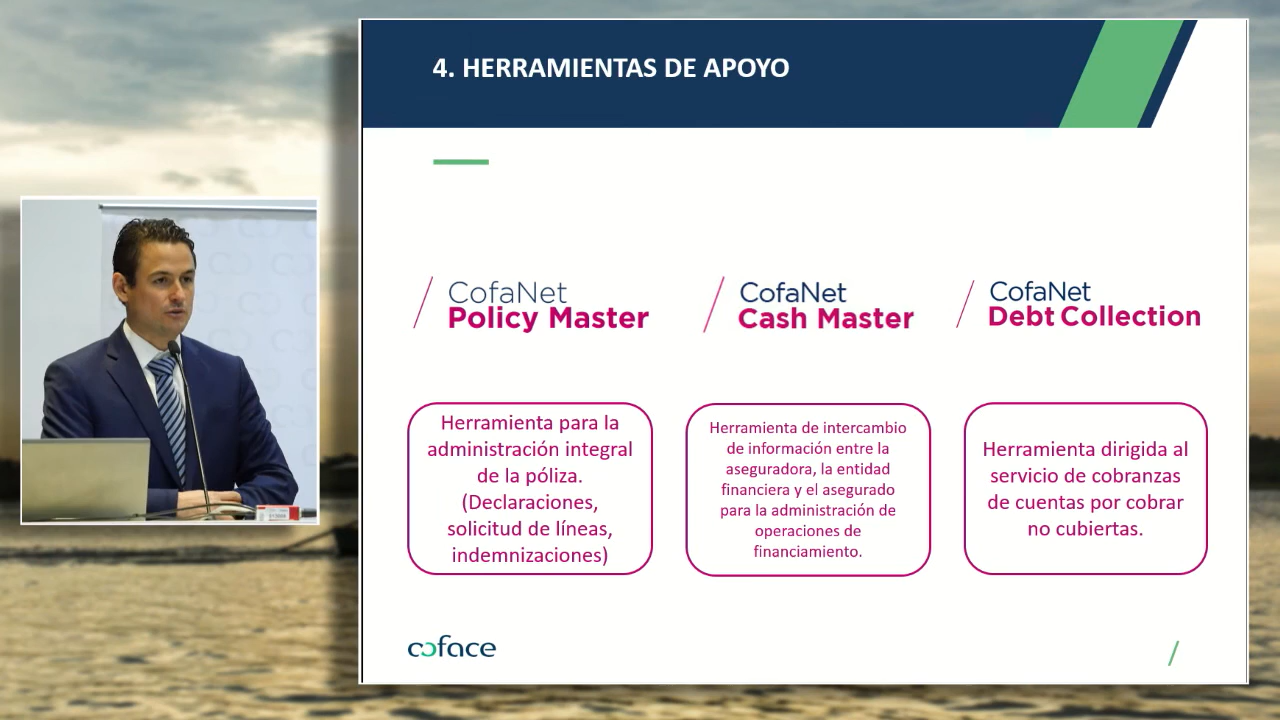 4. HERRAMIENTAS DE APOYO
CofaNet
Policy Master
CofaNet
Cash Master
CofaNet
Debt Collection
Herramienta para la
administración integral
de la póliza.
(Declaraciones,
solicitud de líneas,
indemnizaciones)
Herramienta de intercambio
de información entre la
aseguradora, la entidad
financiera y el asegurado
para la administración de
operaciones de
financiamiento.
Herramienta dirigida al
servicio de cobranzas
de cuentas por cobrar
no cubiertas.
coface